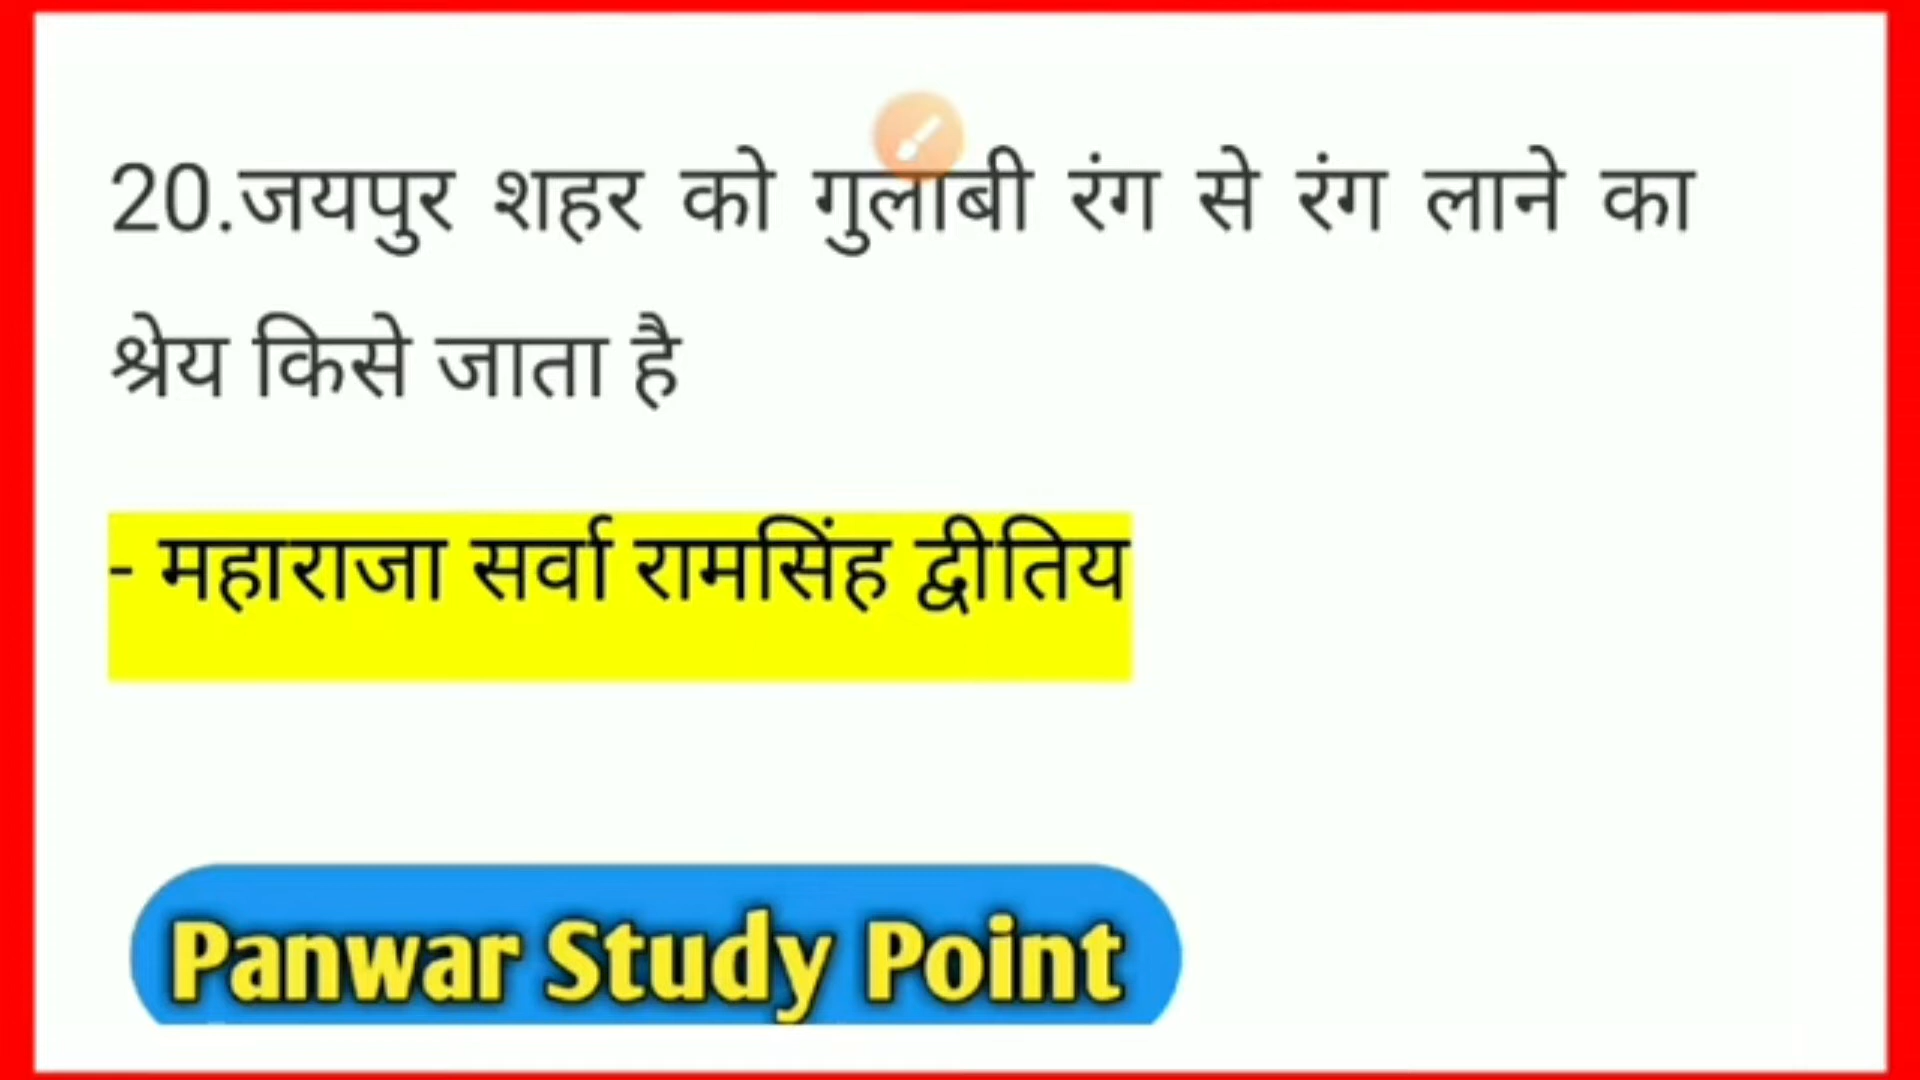 20.जयपुर शहर को गुलाबी रंग से रंग लाने का
श्रेय किसे जाता है
- महाराजा सर्वा रामसिंह द्वीतिय
Panwar Study Point